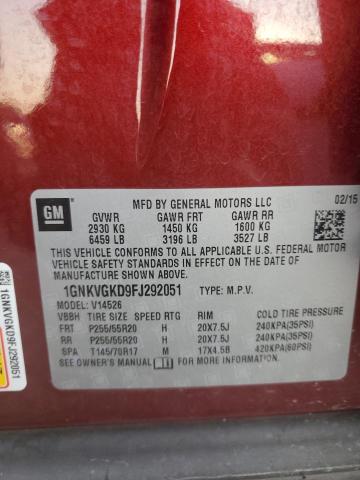 GM
MFD BY GENERAL MOTORS LLC 02/15
GVWR GAWR FRT GAWR RR
2930 KG 1450 KG 1600 KG
6459 LB 3196 LB 3527 LB
THIS VEHICLE CONFORMS TO ALL APPLICABLE U.S. FEDERAL MOTOR
VEHICLE SAFETY STANDARDS IN EFFECT ON THE DATE OF
MANUFACTURE SHOWN ABOVE.
1GNKVGKD9FJ292051 TYPE: M.P.V.
MODEL: V14526
VBBH TIRE SIZE SPEED RTG RIM COLD TIRE PRESSURE
FRT P255/55R20 H 20X7.5J 240KPA(35PSI)
RR P255/55R20 H 20X7.5J 240KPA(35PSI)
SPA T145/70R17 M 17X4.5B 420KPA(60PSI)
SEE OWNER'S MANUAL FOR ADDITIONAL INFORMATION.
1GNKVGKD9FJ292051